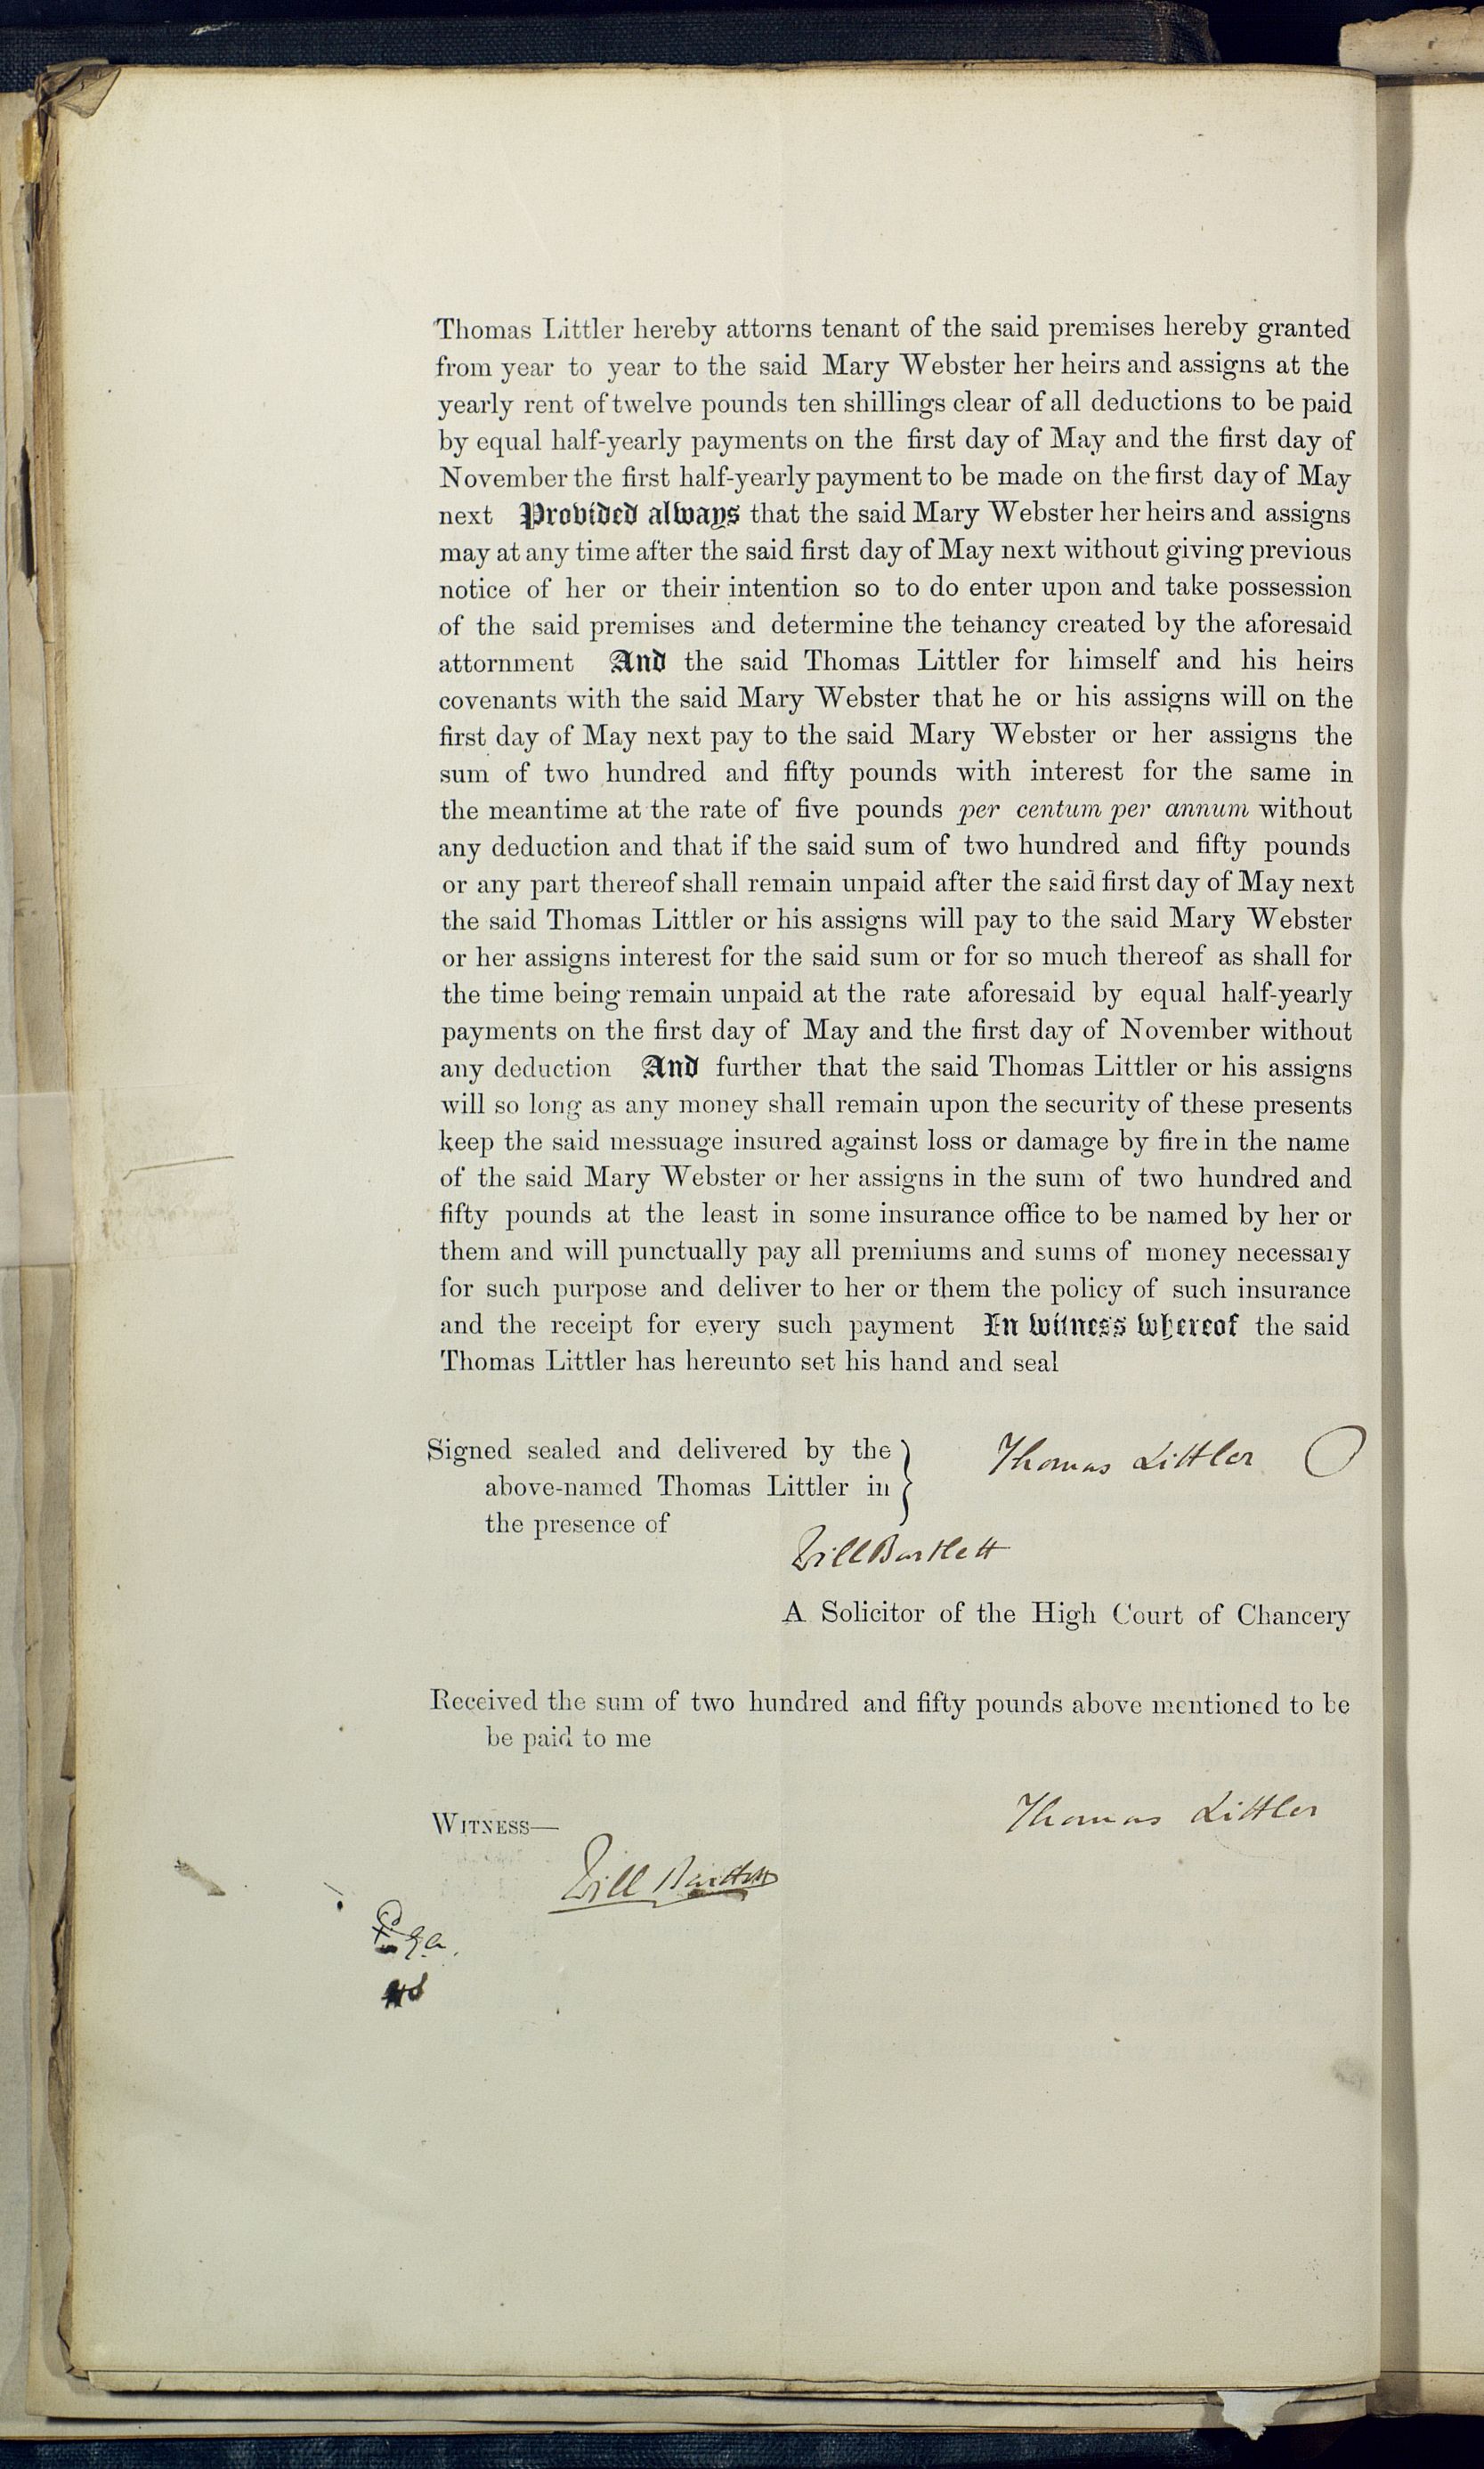 Thomas Littler hereby attorns tenant of the said premises hereby granted
from year to year to the said Mary Webster her heirs and assigns at the
yearly rent of twelve pounds ten shillings clear of all deductions to be paid
by equal half-yearly payments on the first day of May and the first day of
November the first half-yearly payment to be made on the first day of May
next Provided always that the said Mary Webster her heirs and assigns
may at any time after the said first day of May next without giving previous
notice of her or their intention so to do enter upon and take possession
of the said premises and determine the tenancy created by the aforesaid
attornment And the said Thomas Littler for himself and his heirs
covenants with the said Mary Webster that he or his assigns will on the
first day of May next pay to the said Mary Webster or her assigns the
sum of two hundred and fifty pounds with interest for the same in
the meantime at the rate of five pounds per centum per annum without
any deduction and that if the said sum of two hundred and fifty pounds
or any part thereof shall remain unpaid after the said first day of May next
the said Thomas Littler or his assigns will pay to the said Mary Webster
or her assigns interest for the said sum or for so much thereof as shall for
the time being remain unpaid at the rate aforesaid by equal half-yearly
payments on the first day of May and the first day of November without
any deduction And further that the said Thomas Littler or his assigns
will so long as any money shall remain upon the security of these presents
keep the said messuage insured against loss or damage by fire in the name
of the said Mary Webster or her assigns in the sum of two hundred and
fifty pounds at the least in some insurance office to be named by her or
them and will punctually pay all premiums and sums of money necessary
for such purpose and deliver to her or them the policy of such insurance
and the receipt for every such payment In witness whereof the said
Thomas Littler has hereunto set his hand and seal
Signed sealed and delivered by the
above-named Thomas Littler in
the presence of
Thomas Littler
Will Bartlett
A Solicitor of the High Court of Chancery
Received the sum of two hundred and fifty pounds above mentioned to be
be paid to me
Thomas Littler
WITNESS—
Will Bartlett